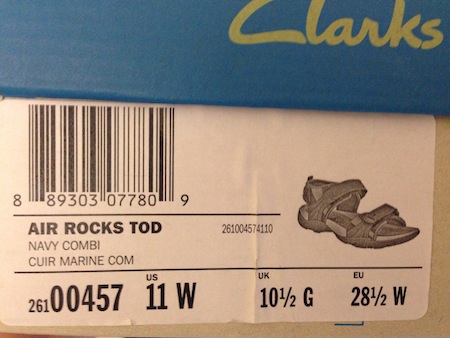 Clarks
8 89303 07780 9
AIR ROCKS TOD 261004574110
NAVY COMBI
CUIR MARINE COM
US UK EU
26100457 11 W 10½ G 28½ W